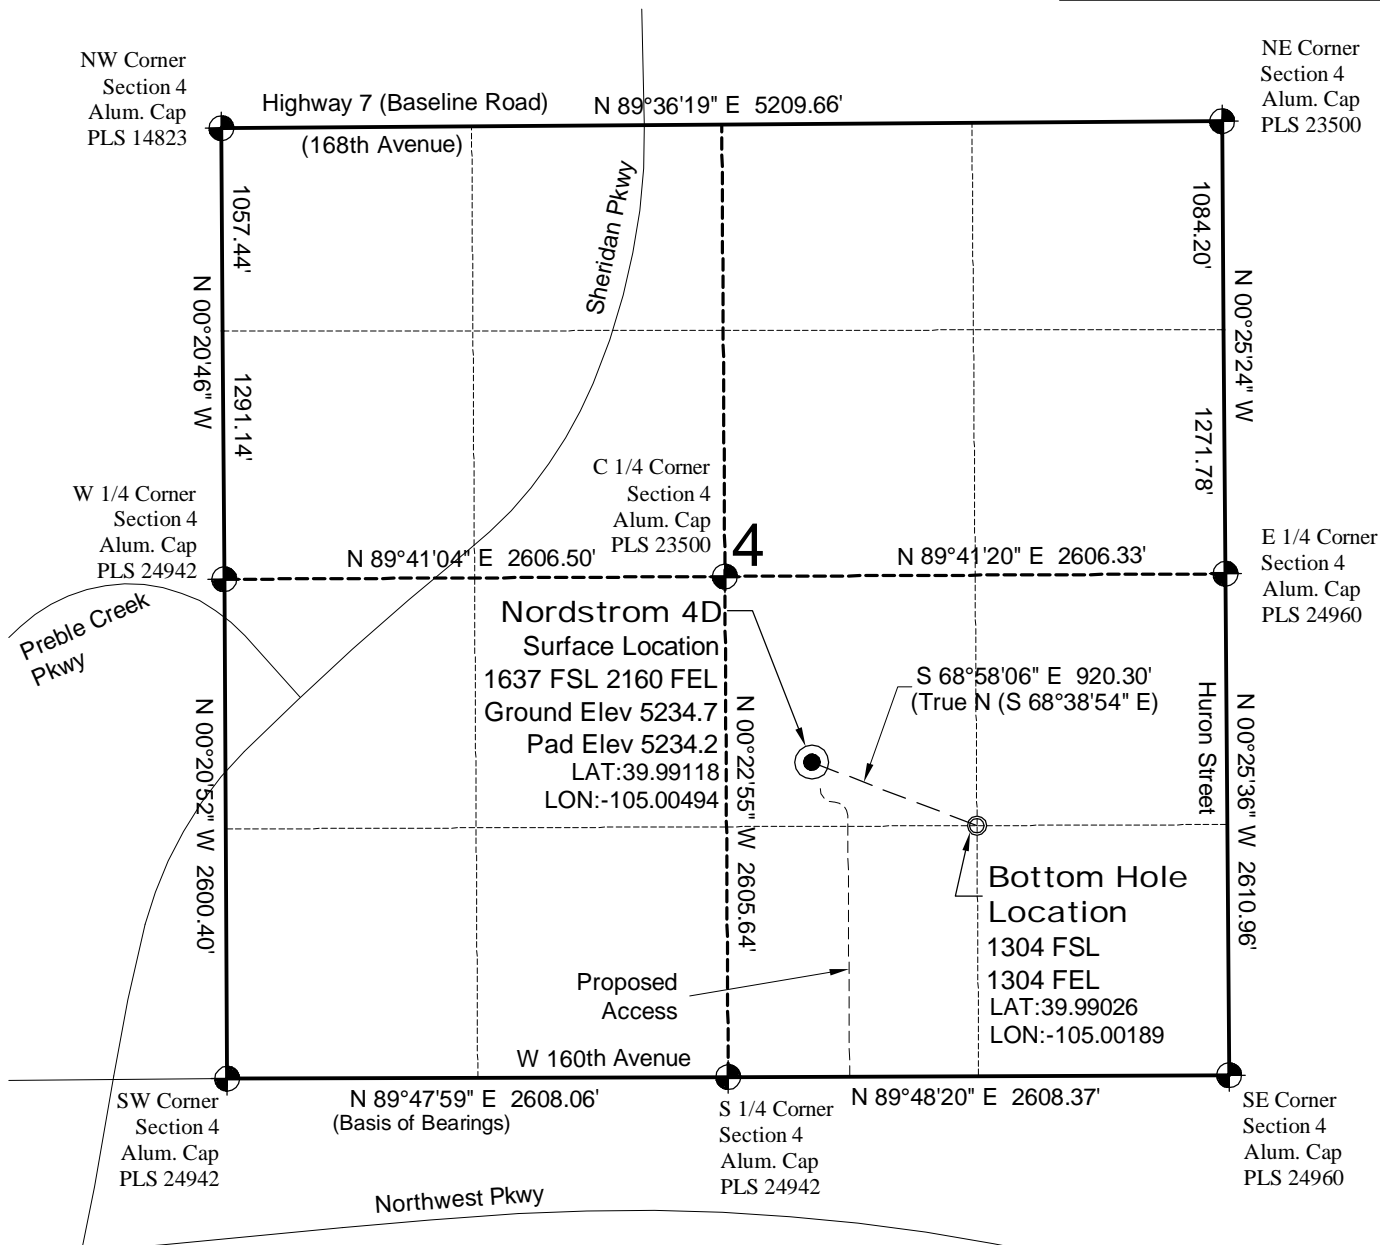 NW Corner
Section 4
Alum. Cap
PLS 14823
Highway 7 (Baseline Road)
N 89°36'19" E 5209.66'
(168th Avenue)
NE Corner
Section 4
Alum. Cap
PLS 23500
1057.44'
N 00°20'46" W
1291.14'
Sheridan Pkwy
1084.20'
N 00°25'24" W
1271.78'
W 1/4 Corner
Section 4
Alum. Cap
PLS 24942
C 1/4 Corner
Section 4
Alum. Cap
PLS 23500
4
N 89°41'04" E 2606.50'
N 89°41'20" E 2606.33'
E 1/4 Corner
Section 4
Alum. Cap
PLS 24960
Preble Creek
Pkwy
Nordstrom 4D
Surface Location
1637 FSL 2160 FEL
Ground Elev 5234.7
Pad Elev 5234.2
LAT:39.99118
LON:-105.00494
S 68°58'06" E 920.30'
(True N (S 68°38'54" E)
N 00°20'52" W 2600.40'
N 00°22'55" W 2605.64'
Huron Street
N 00°25'36" W 2610.96'
Bottom Hole
Location
1304 FSL
1304 FEL
LAT:39.99026
LON:-105.00189
Proposed
Access
W 160th Avenue
SW Corner
Section 4
Alum. Cap
PLS 24942
N 89°47'59" E 2608.06'
(Basis of Bearings)
S 1/4 Corner
Section 4
Alum. Cap
PLS 24942
N 89°48'20" E 2608.37'
SE Corner
Section 4
Alum. Cap
PLS 24960
Northwest Pkwy